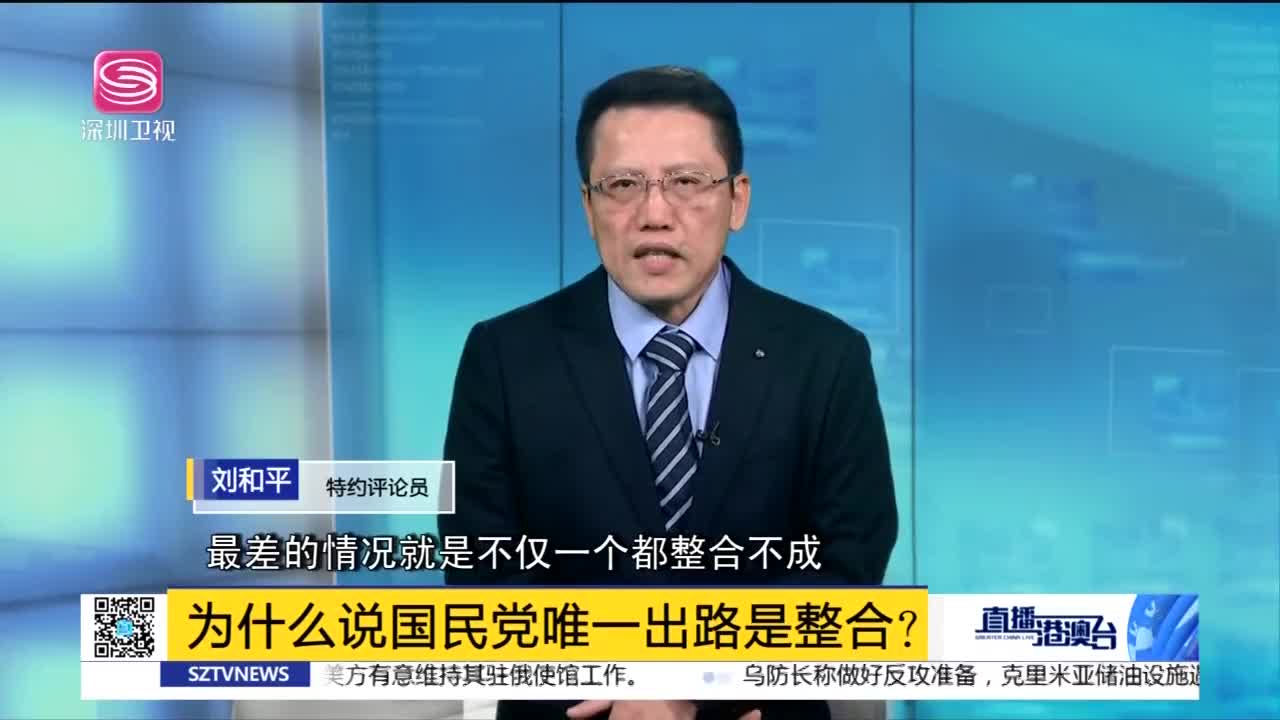 深圳卫视
刘和平
特约评论员
最差的情况就是不仅一个都整合不成
为什么说国民党唯一出路是整合?
直播港澳台
GREATER CHINA LIVE
SZTVNEWS
美方有意维持其驻俄使馆工作。
乌防长称做好反攻准备，克里米亚储油设施遇